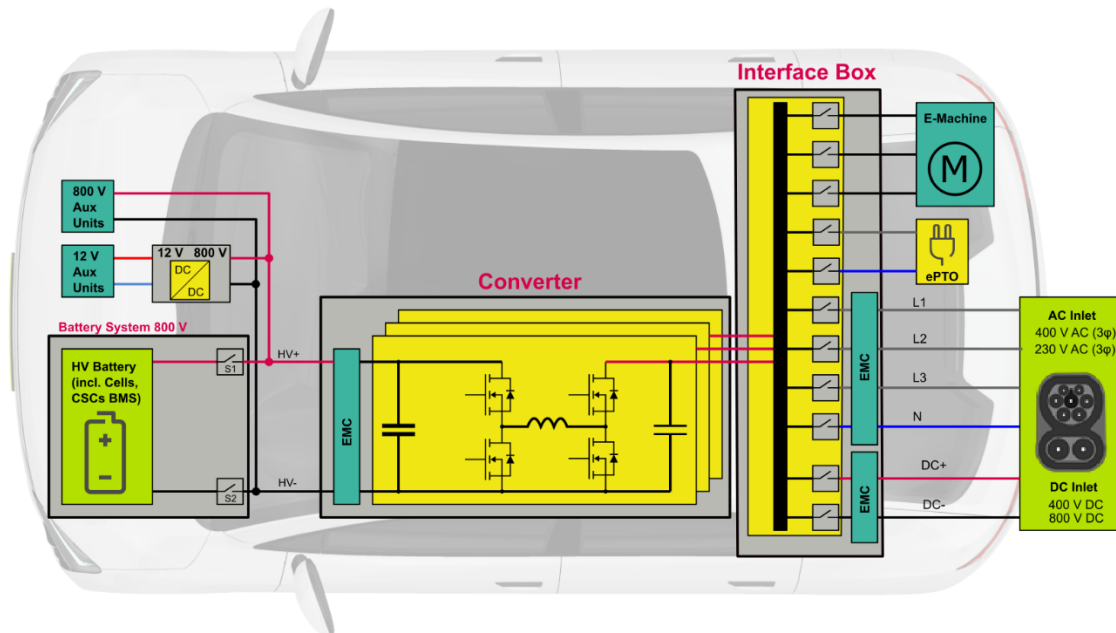 Interface Box
E-Machine
M
ePTO
800 V
Aux
Units
12 V
Aux
Units
12 V 800 V
DC
DC
Converter
Battery System 800 V
HV Battery
(incl. Cells,
CSCs BMS)
S1
S2
HV+
HV-
EMC
EMC
EMC
L1
L2
L3
N
DC+
DC-
AC Inlet
400 V AC (3φ)
230 V AC (3φ)
DC Inlet
400 V DC
800 V DC